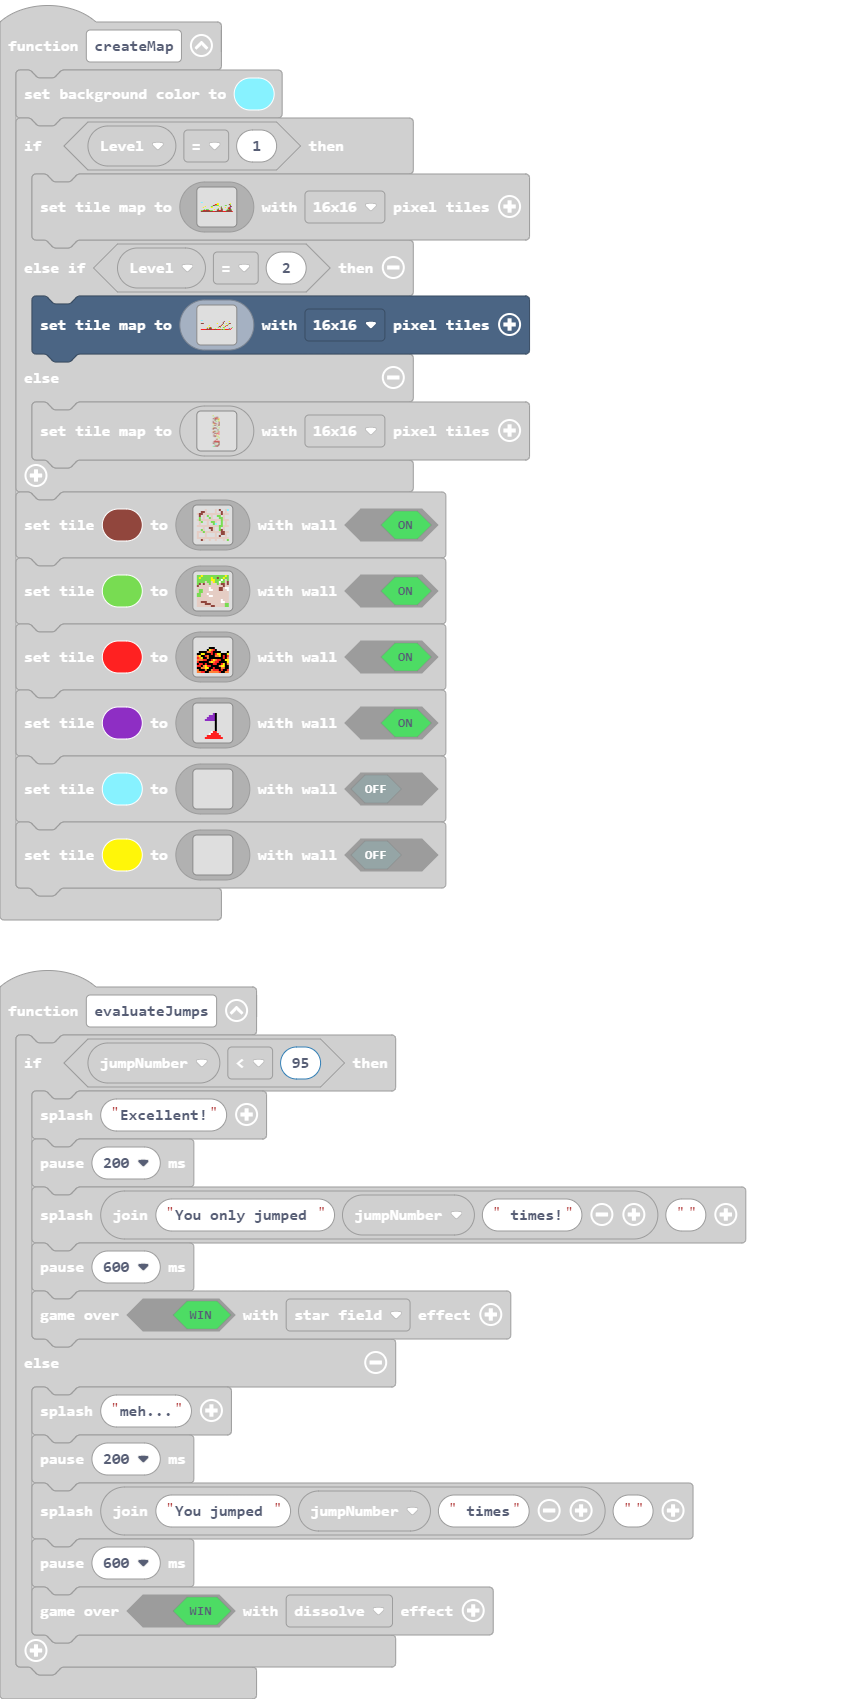 function createMap
set background color to
if Level = 1 then
set tile map to with 16x16 pixel tiles
else if Level = 2 then
set tile map to with 16x16 pixel tiles
else
set tile map to with 16x16 pixel tiles
set tile to with wall ON
set tile to with wall ON
set tile to with wall ON
set tile to with wall ON
set tile to with wall OFF
set tile to with wall OFF
function evaluateJumps
if jumpNumber < 95 then
splash "Excellent!"
pause 200 ms
splash join "You only jumped " jumpNumber " times!" " "
pause 600 ms
game over WIN with star field effect
else
splash "meh..."
pause 200 ms
splash join "You jumped " jumpNumber " times" " "
pause 600 ms
game over WIN with dissolve effect